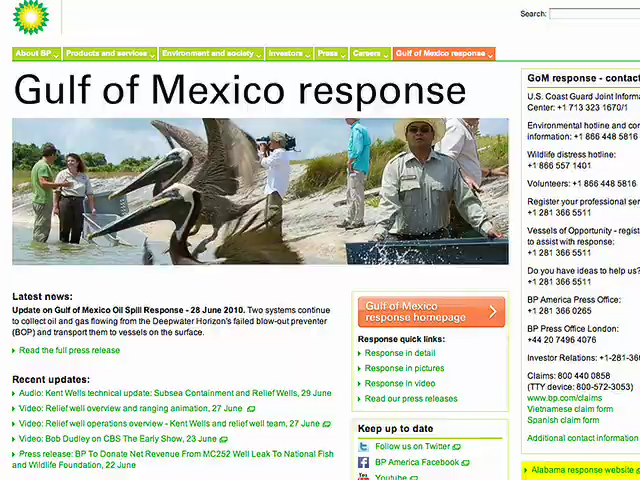 Search:
About BP
Products and services
Environment and society
Investors
Press
Careers
Gulf of Mexico response
Gulf of Mexico response
Latest news:
Update on Gulf of Mexico Oil Spill Response - 28 June 2010. Two systems continue
to collect oil and gas flowing from the Deepwater Horizon's failed blow-out preventer
(BOP) and transport them to vessels on the surface.
Read the full press release
Recent updates:
Audio: Kent Wells technical update: Subsea Containment and Relief Wells, 29 June
Video: Relief well overview and ranging animation, 27 June
Video: Relief well operations overview - Kent Wells and relief well team, 27 June
Video: Bob Dudley on CBS The Early Show, 23 June
Press release: BP To Donate Net Revenue From MC252 Well Leak To National Fish
and Wildlife Foundation, 22 June
Gulf of Mexico
response homepage
Response quick links:
Response in detail
Response in pictures
Response in video
Read our press releases
Keep up to date
Follow us on Twitter
BP America Facebook
Youtube
GoM response - contact
U.S. Coast Guard Joint Informa
Center: +1 713 323 1670/1
Environmental hotline and cor
information: +1 866 448 5816
Wildlife distress hotline:
+1 866 557 1401
Volunteers: +1 866 448 5816
Register your professional ser
+1 281 366 5511
Vessels of Opportunity - regist
to assist with response:
+1 281 366 5511
Do you have ideas to help us?
+1 281 366 5511
BP America Press Office:
+1 281 366 0265
BP Press Office London:
+44 20 7496 4076
Investor Relations: +1-281-36
Claims: 800 440 0858
(TTY device: 800-572-3053)
www.bp.com/claims
Vietnamese claim form
Spanish claim form
Additional contact information
Alabama response website